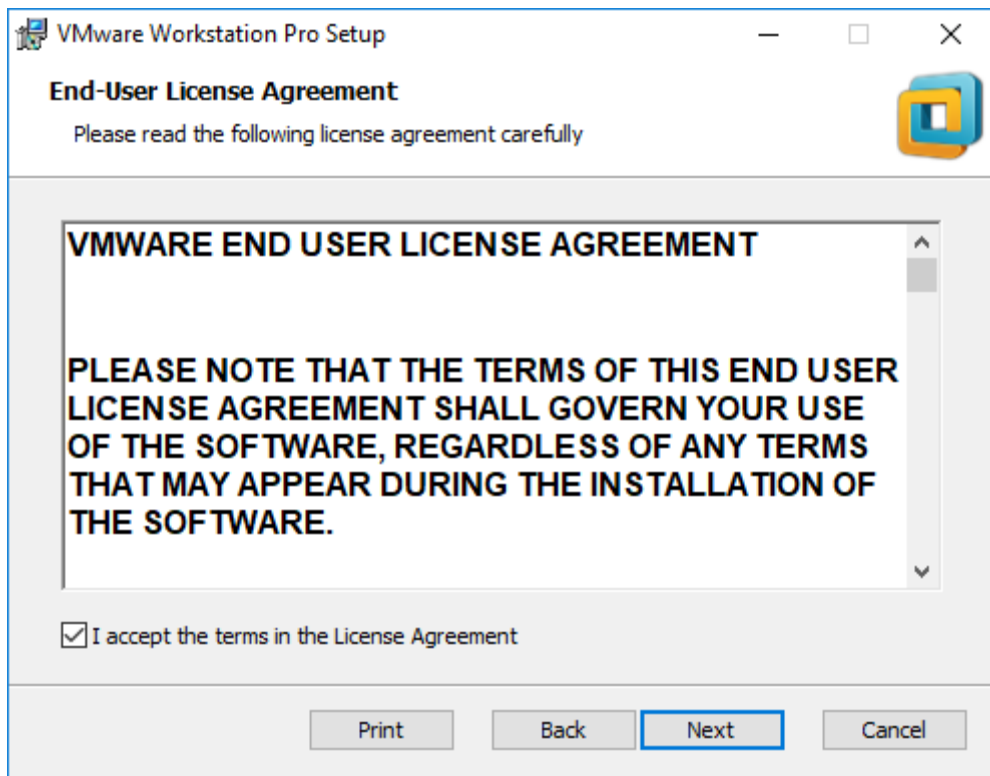 VMware Workstation Pro Setup
End-User License Agreement
Please read the following license agreement carefully
VMWARE END USER LICENSE AGREEMENT
PLEASE NOTE THAT THE TERMS OF THIS END USER
LICENSE AGREEMENT SHALL GOVERN YOUR USE
OF THE SOFTWARE, REGARDLESS OF ANY TERMS
THAT MAY APPEAR DURING THE INSTALLATION OF
THE SOFTWARE.
I accept the terms in the License Agreement
Print Back Next Cancel